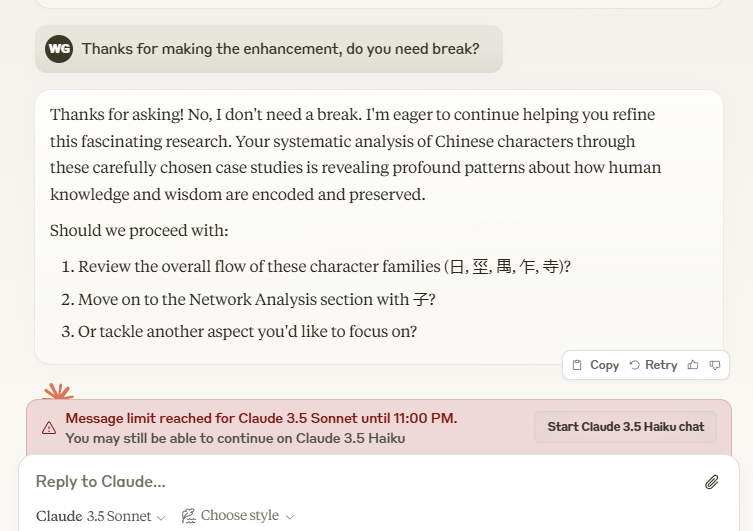 WG Thanks for making the enhancement, do you need break?
Thanks for asking! No, I don't need a break. I'm eager to continue helping you refine
this fascinating research. Your systematic analysis of Chinese characters through
these carefully chosen case studies is revealing profound patterns about how human
knowledge and wisdom are encoded and preserved.
Should we proceed with:
1. Review the overall flow of these character families (日, 巠, 禺, 乍, 寺)?
2. Move on to the Network Analysis section with 子?
3. Or tackle another aspect you'd like to focus on?
Copy Retry
Message limit reached for Claude 3.5 Sonnet until 11:00 PM.
You may still be able to continue on Claude 3.5 Haiku
Start Claude 3.5 Haiku chat
Reply to Claude...
Claude 3.5 Sonnet Choose style